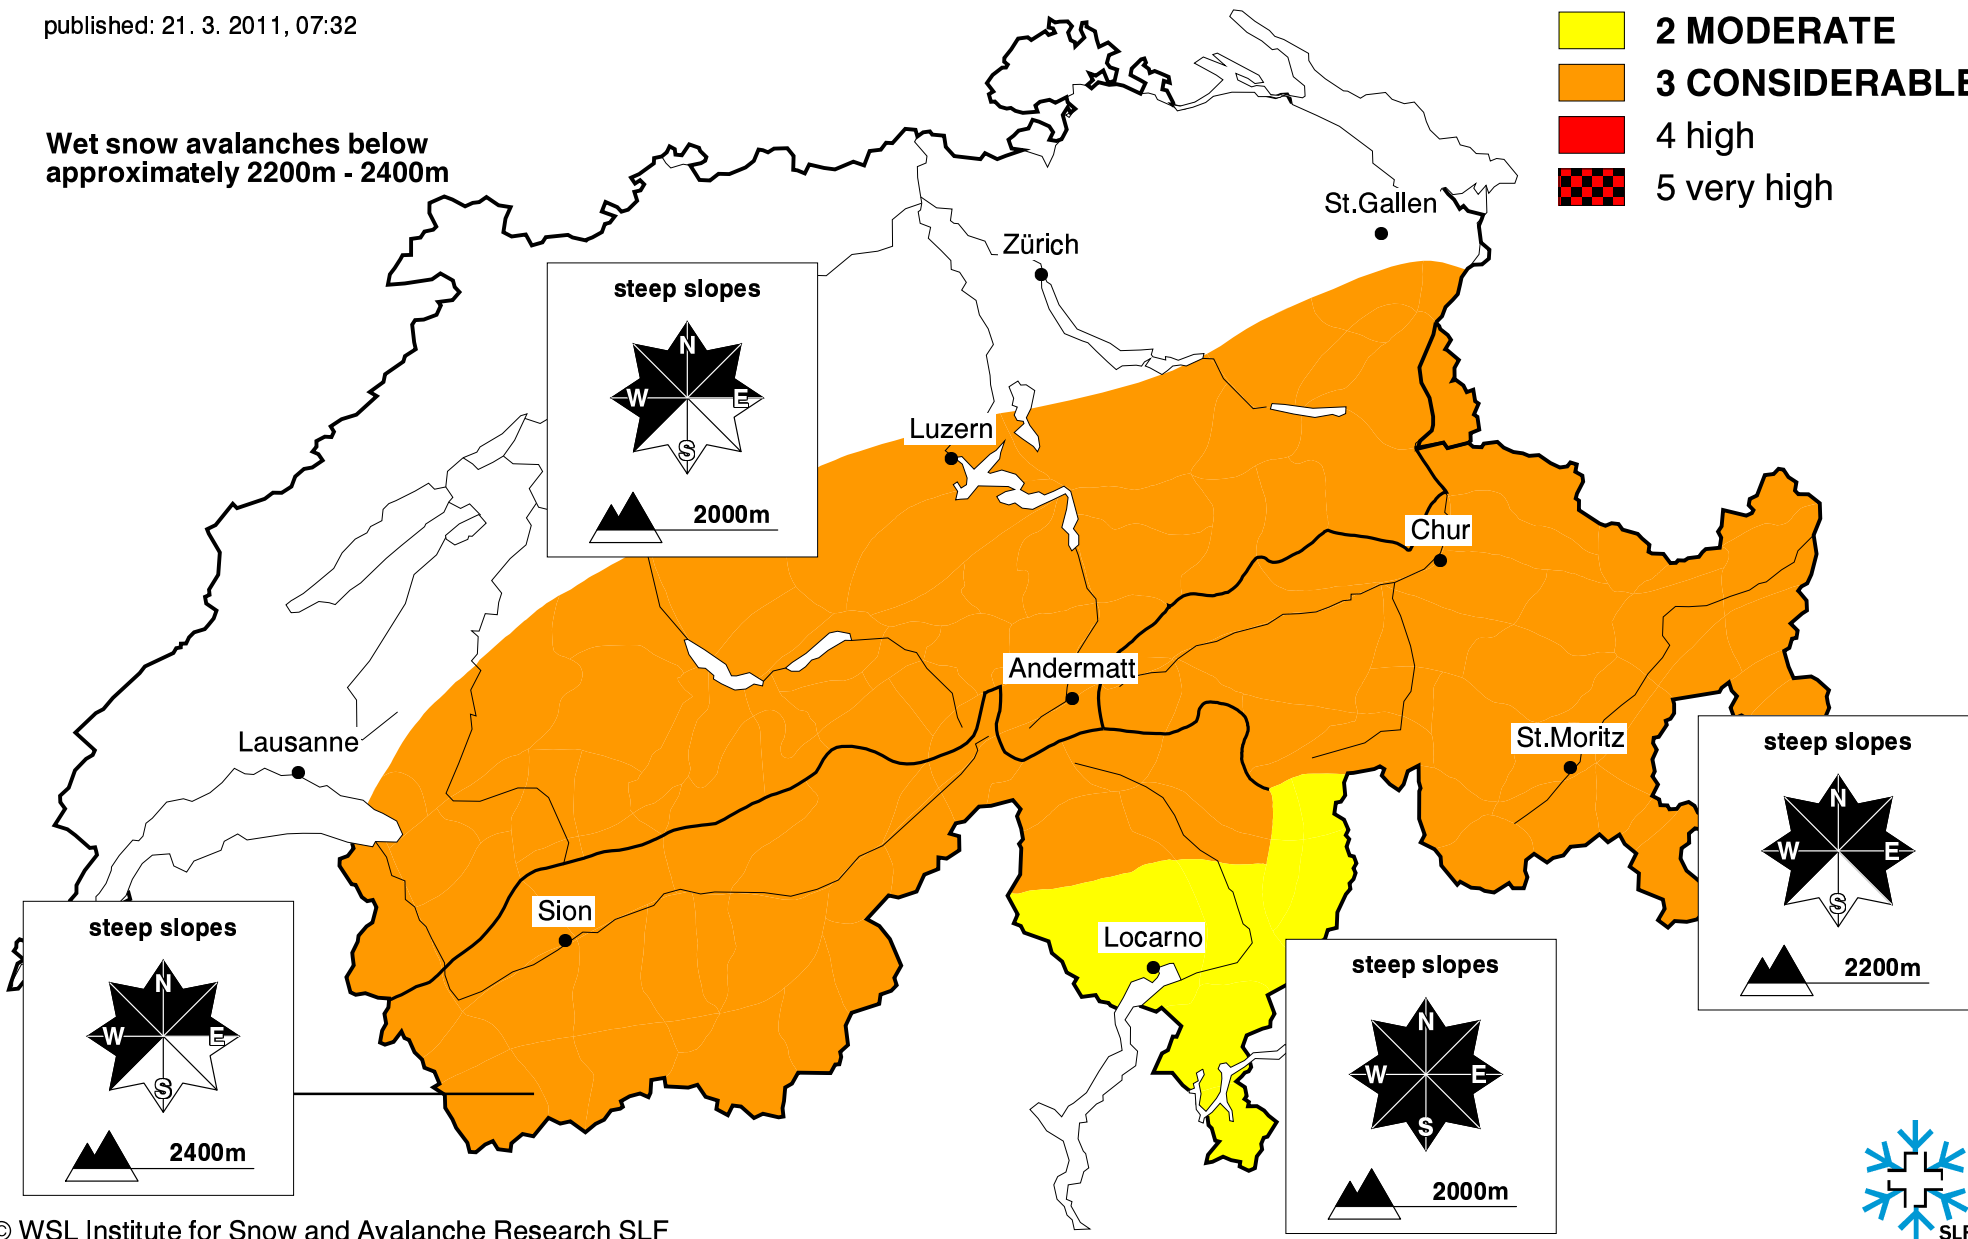 published: 21. 3. 2011, 07:32
2 MODERATE
3 CONSIDERABLE
4 high
5 very high
Wet snow avalanches below
approximately 2200m - 2400m
St.Gallen
Zürich
steep slopes
N
W
E
S
2000m
Luzern
Chur
Andermatt
St.Moritz
Lausanne
steep slopes
N
W
E
S
2200m
Sion
Locarno
steep slopes
N
W
E
S
2400m
steep slopes
N
W
E
S
2000m
© WSL Institute for Snow and Avalanche Research SLF
SLF